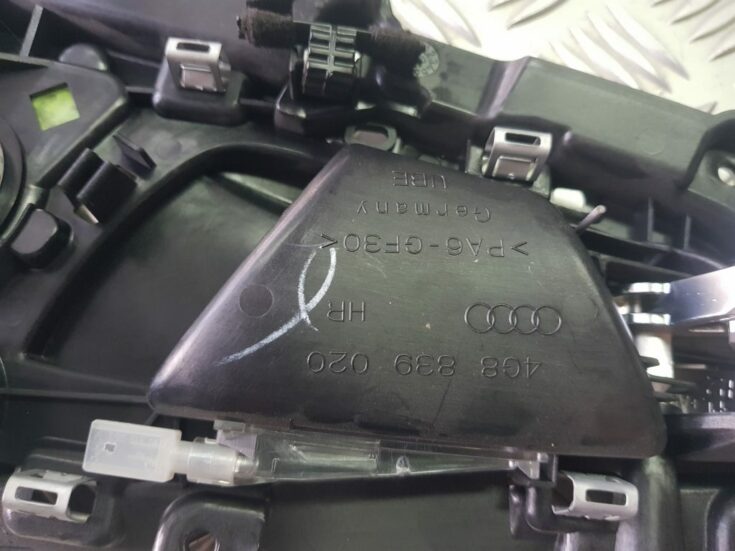 4G8 839 020
HR
>PA6-GF30<
Germany
UBE